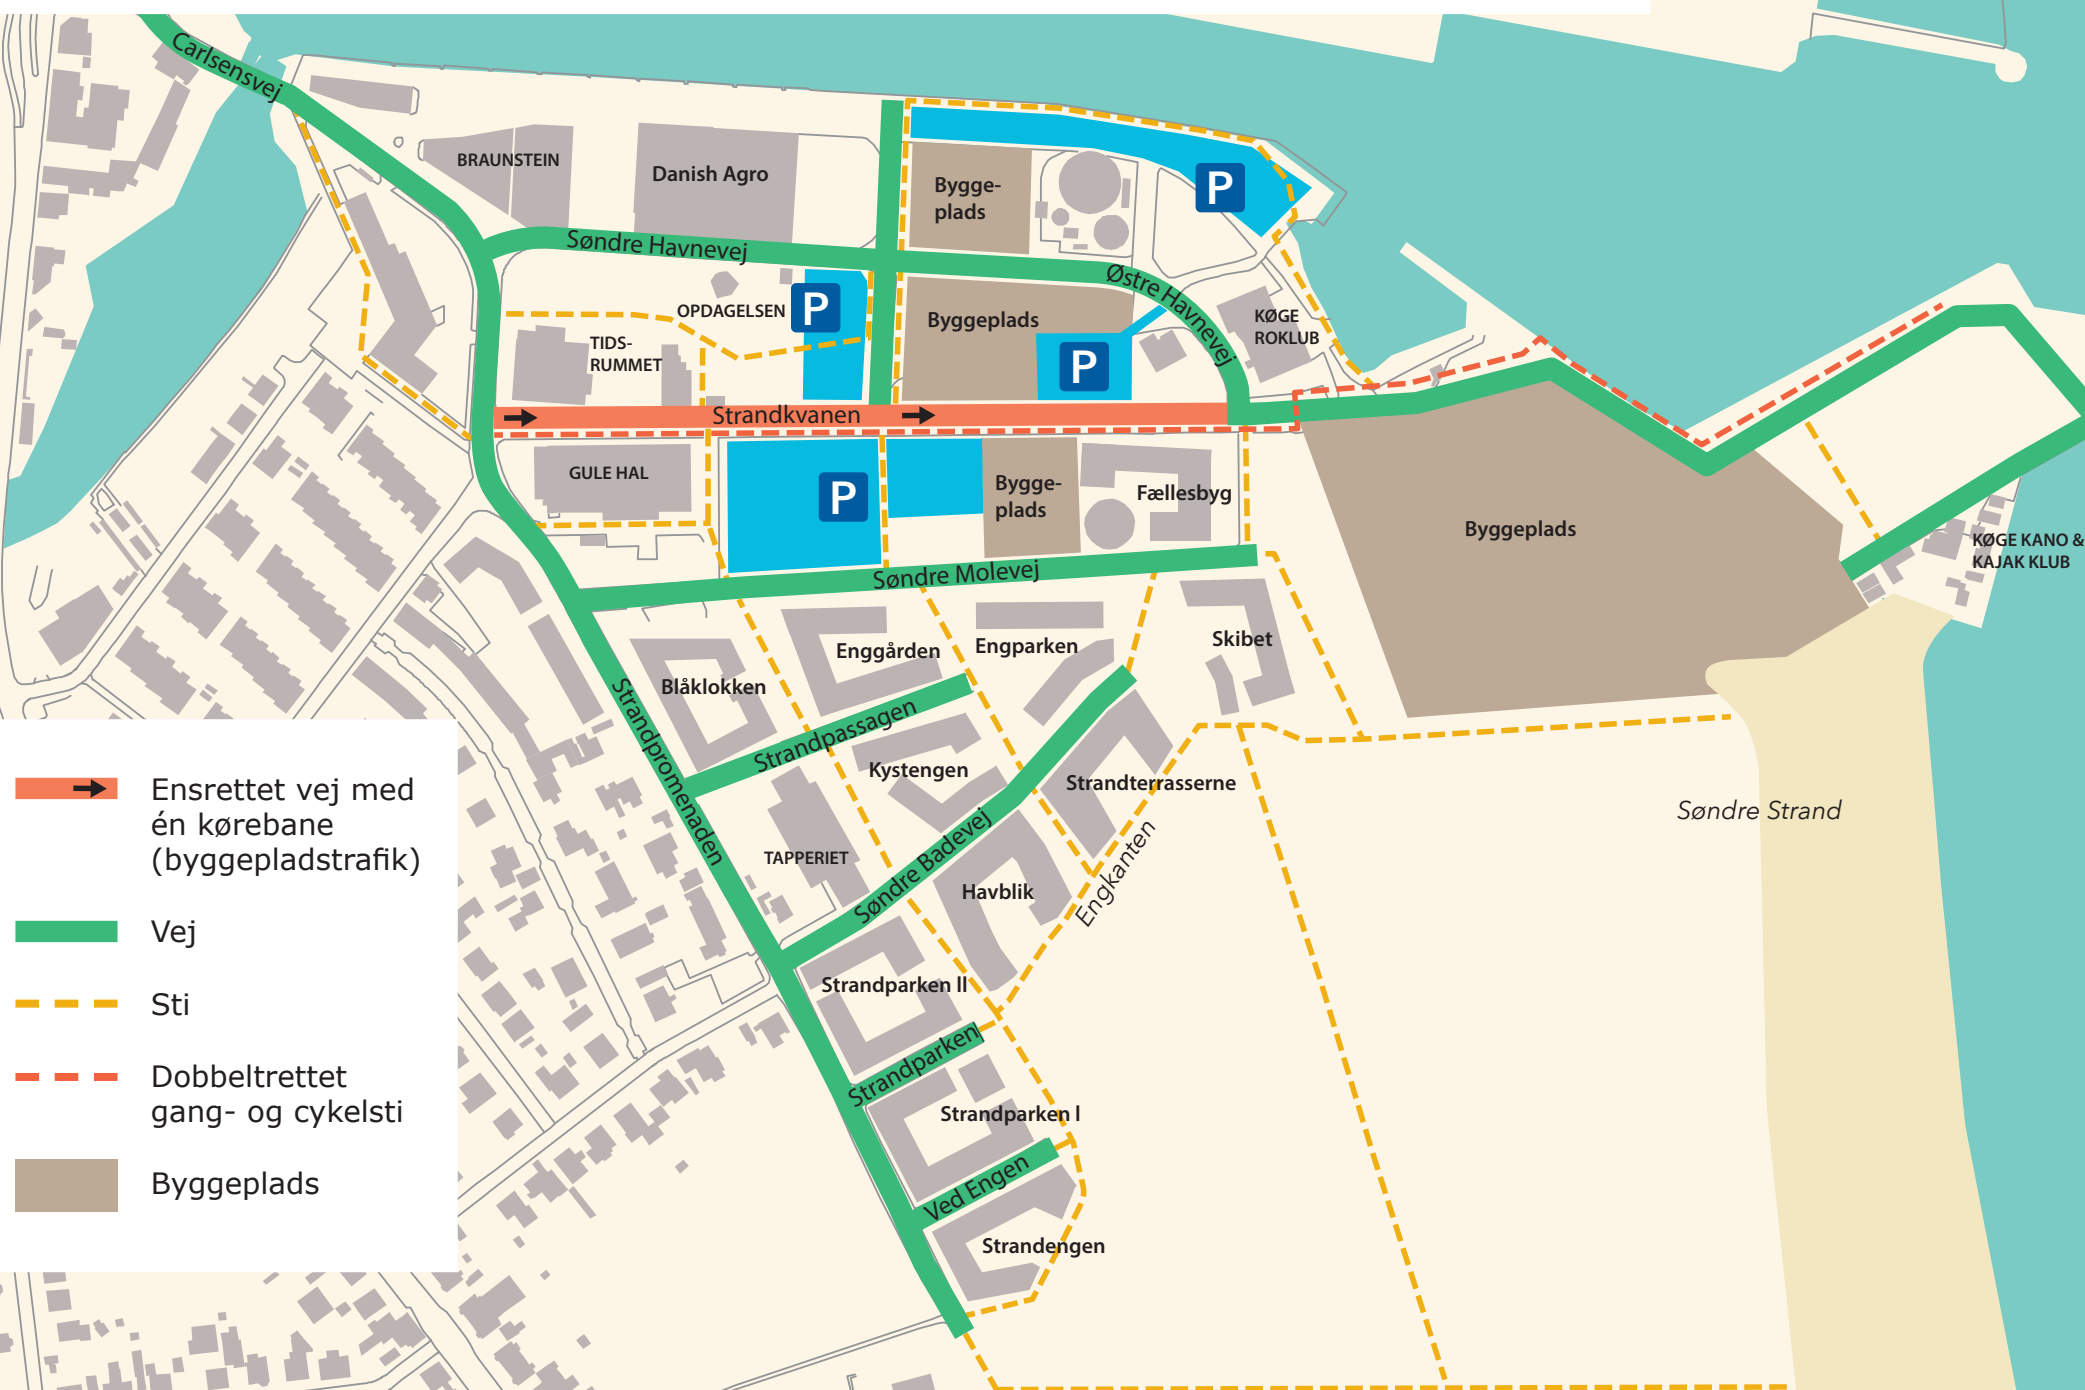 Carlsensvej
BRAUNSTEIN
Danish Agro
Bygge-
plads
P
Søndre Havnevej
Østre Havnevej
OPDAGELSEN
P
Byggeplads
P
KØGE
ROKLUB
TIDS-
RUMMET
Strandkvanen
GULE HAL
P
Bygge-
plads
Fællesbyg
Byggeplads
KØGE KANO &
KAJAK KLUB
Søndre Molevej
Enggården
Engparken
Skibet
Blåklokken
Strandpromenaden
Strandpassagen
Kystengen
Strandterrasserne
Søndre Strand
TAPPERIET
Søndre Badevej
Havblik
Engkanten
Strandparken II
Strandparken
Strandparken I
Ved Engen
Strandengen
Ensrettet vej med
én kørebane
(byggepladstrafik)
Vej
Sti
Dobbeltrettet
gang- og cykelsti
Byggeplads